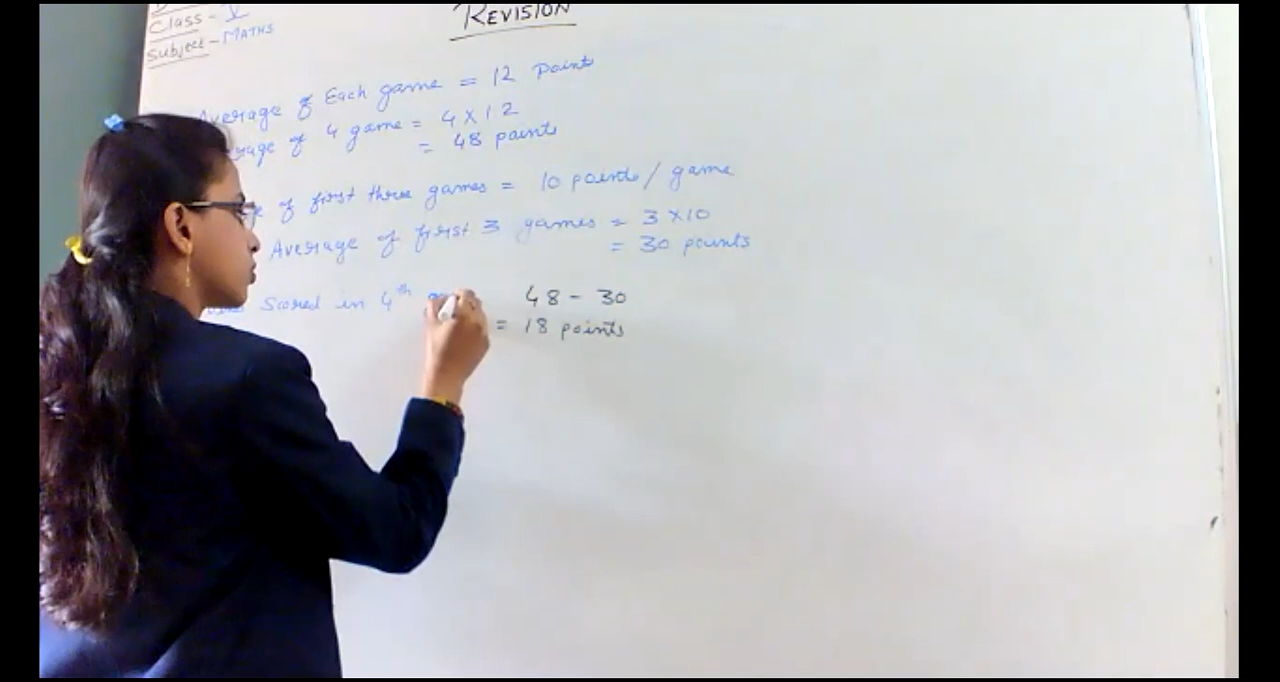 Class - V
REVISION
Subject - MATHS
Average of Each game = 12 Points
of 4 game = 4 X 12
= 48 points
of first three games = 10 points / game
Average of first 3 games = 3 X 10
= 30 points
Scored in 4th 48 - 30
= 18 points